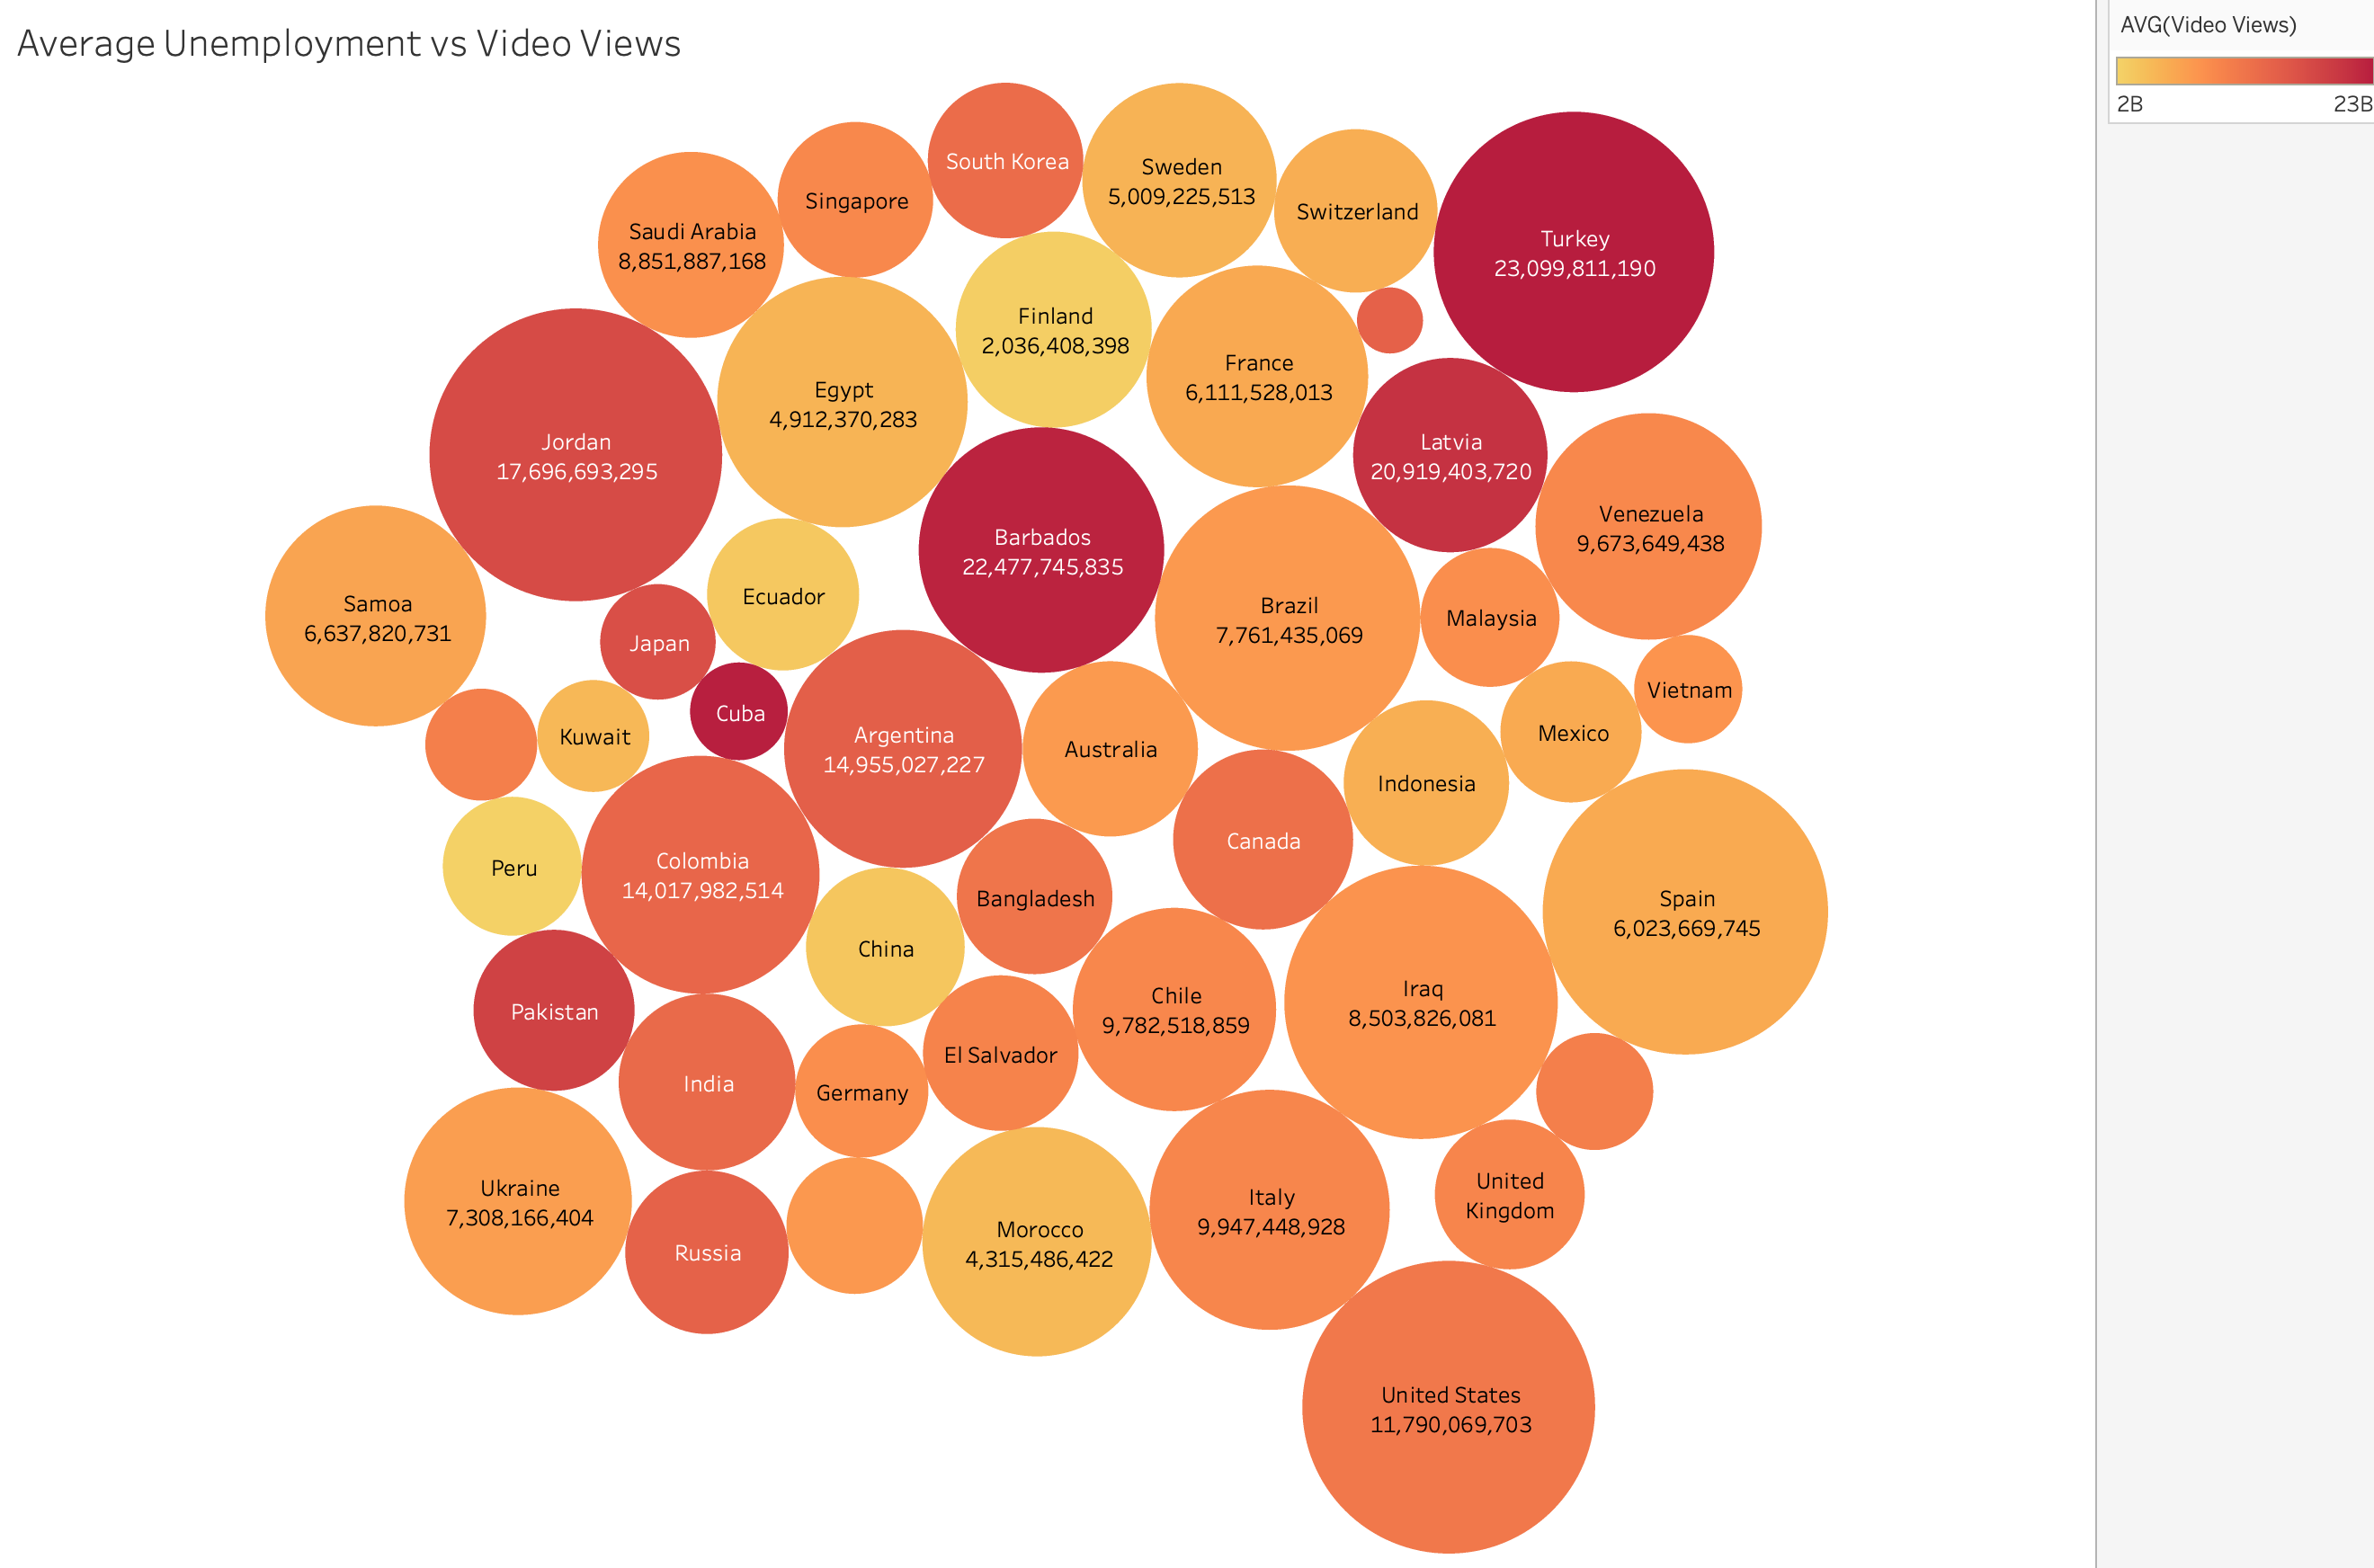 Average Unemployment vs Video Views
AVG(Video Views)
2B
23B
South Korea
Sweden
5,009,225,513
Singapore
Switzerland
Saudi Arabia
8,851,887,168
Turkey
23,099,811,190
Finland
2,036,408,398
France
6,111,528,013
Egypt
4,912,370,283
Jordan
17,696,693,295
Latvia
20,919,403,720
Venezuela
9,673,649,438
Barbados
22,477,745,835
Ecuador
Samoa
6,637,820,731
Brazil
7,761,435,069
Malaysia
Japan
Vietnam
Cuba
Kuwait
Argentina
14,955,027,227
Australia
Mexico
Indonesia
Canada
Peru
Colombia
14,017,982,514
Bangladesh
Spain
6,023,669,745
China
Pakistan
Chile
9,782,518,859
Iraq
8,503,826,081
El Salvador
India
Germany
Ukraine
7,308,166,404
Italy
9,947,448,928
United
Kingdom
Russia
Morocco
4,315,486,422
United States
11,790,069,703